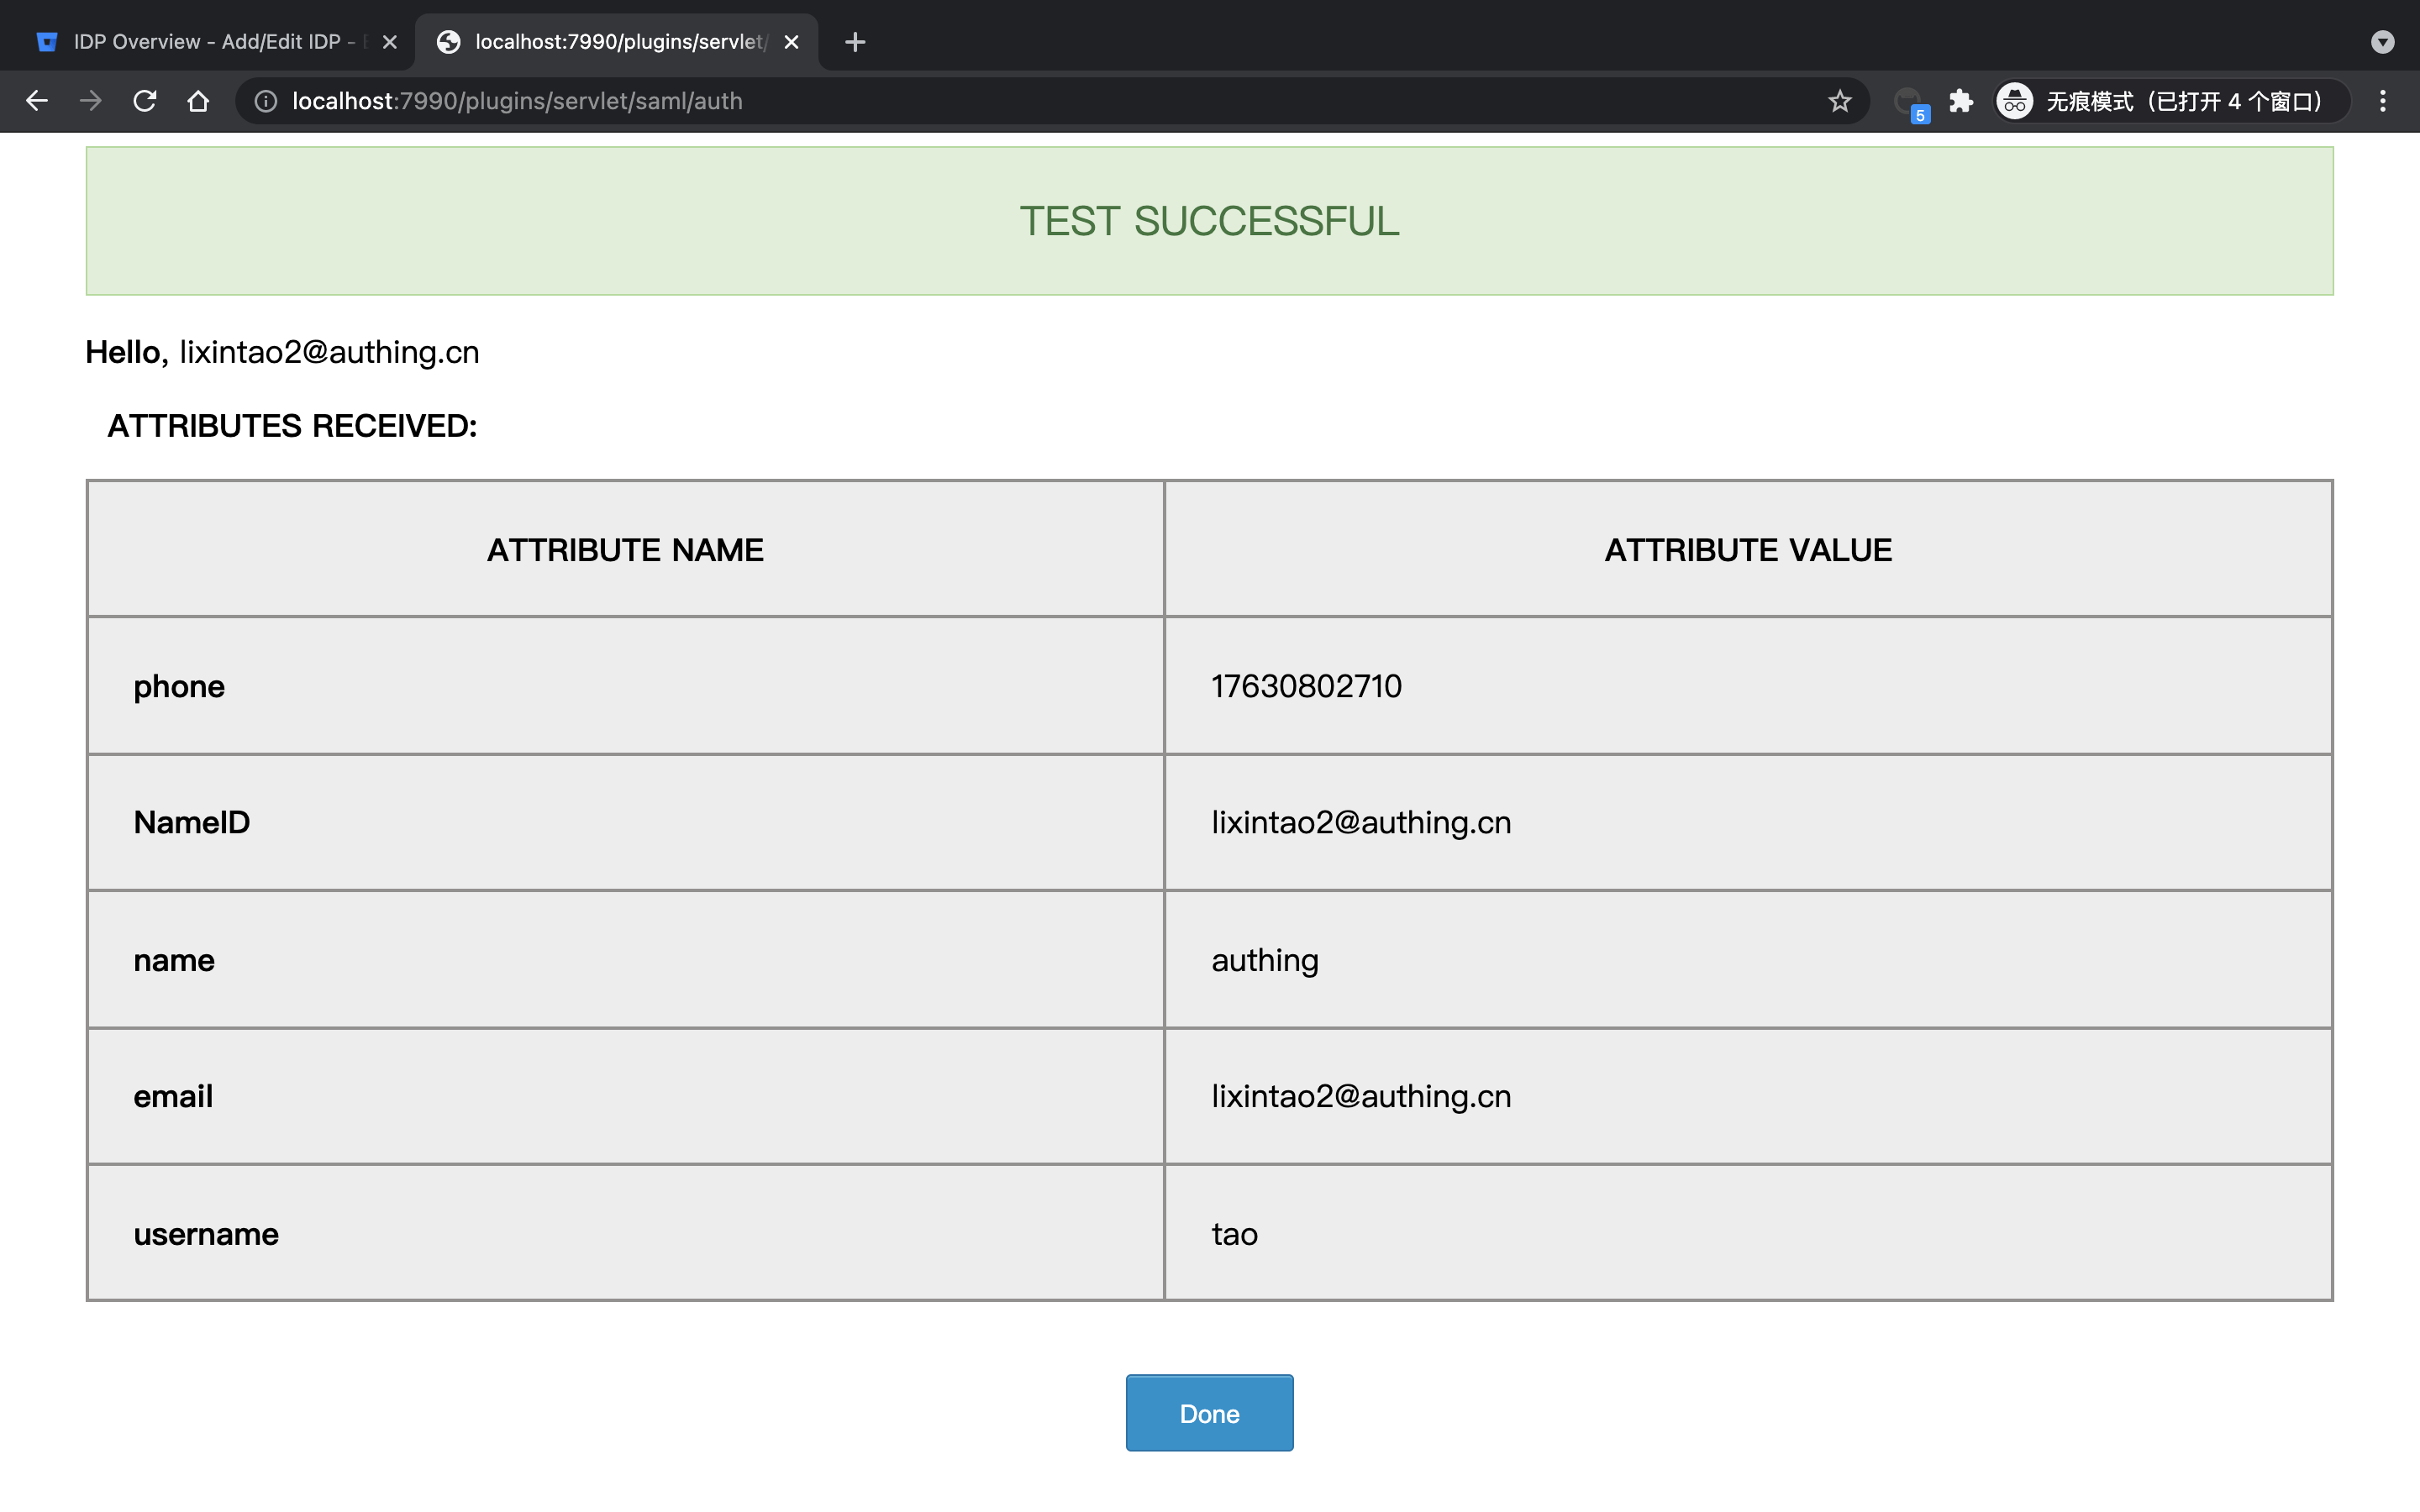 IDP Overview - Add/Edit IDP -
localhost:7990/plugins/servlet/
localhost:7990/plugins/servlet/saml/auth
5
无痕模式（已打开 4 个窗口）
TEST SUCCESSFUL
Hello, lixintao2@authing.cn
ATTRIBUTES RECEIVED:
ATTRIBUTE NAME ATTRIBUTE VALUE
phone 17630802710
NameID lixintao2@authing.cn
name authing
email lixintao2@authing.cn
username tao
Done